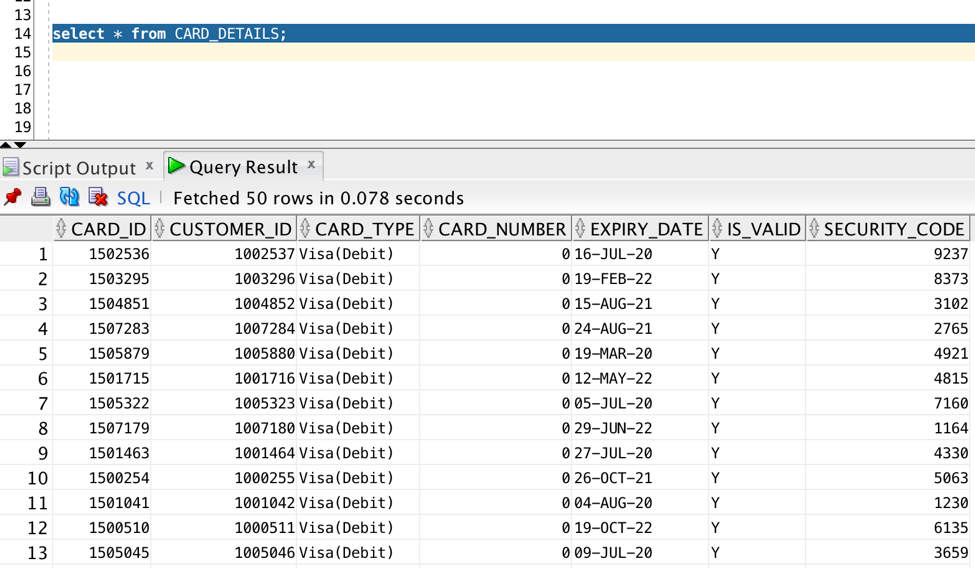 13
14 select * from CARD_DETAILS;
15
16
17
18
19
Script Output x Query Result x
SQL Fetched 50 rows in 0.078 seconds
CARD_ID CUSTOMER_ID CARD_TYPE CARD_NUMBER EXPIRY_DATE IS_VALID SECURITY_CODE
1 1502536 1002537 Visa(Debit) 0 16-JUL-20 Y 9237
2 1503295 1003296 Visa(Debit) 0 19-FEB-22 Y 8373
3 1504851 1004852 Visa(Debit) 0 15-AUG-21 Y 3102
4 1507283 1007284 Visa(Debit) 0 24-AUG-21 Y 2765
5 1505879 1005880 Visa(Debit) 0 19-MAR-20 Y 4921
6 1501715 1001716 Visa(Debit) 0 12-MAY-22 Y 4815
7 1505322 1005323 Visa(Debit) 0 05-JUL-20 Y 7160
8 1507179 1007180 Visa(Debit) 0 29-JUN-22 Y 1164
9 1501463 1001464 Visa(Debit) 0 27-JUL-20 Y 4330
10 1500254 1000255 Visa(Debit) 0 26-OCT-21 Y 5063
11 1501041 1001042 Visa(Debit) 0 04-AUG-20 Y 1230
12 1500510 1000511 Visa(Debit) 0 19-OCT-22 Y 6135
13 1505045 1005046 Visa(Debit) 0 09-JUL-20 Y 3659